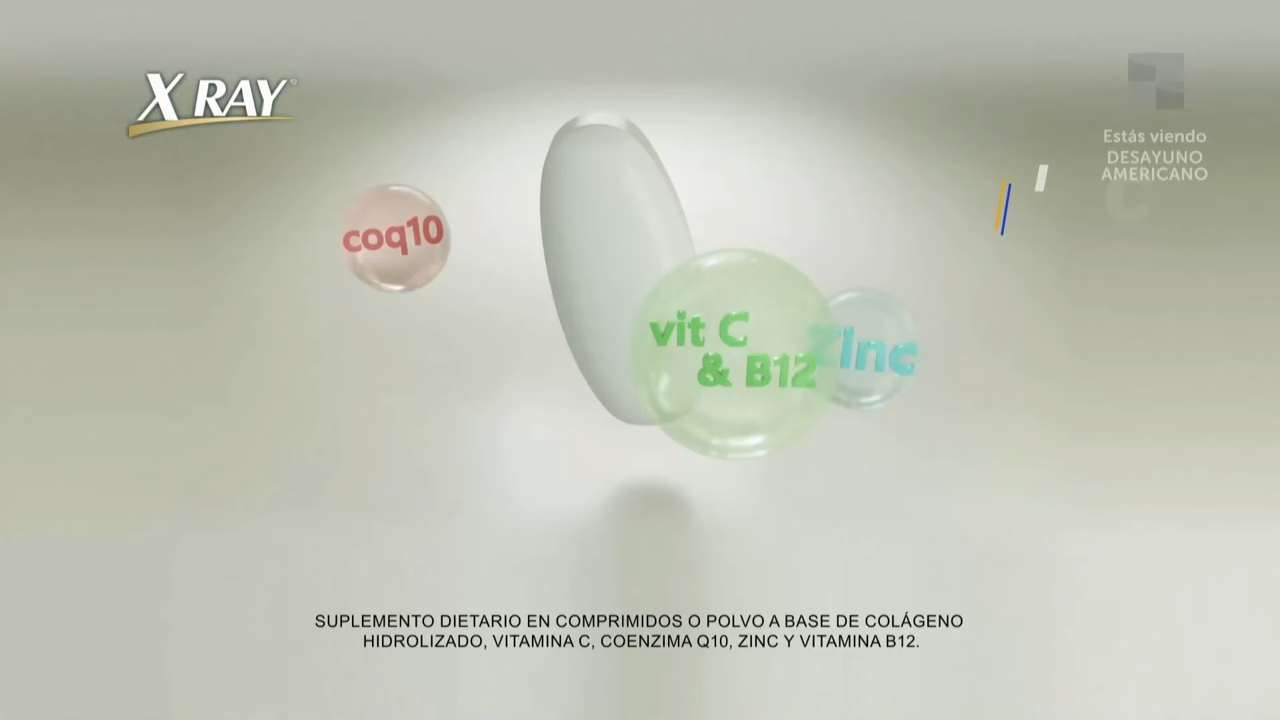 X RAY®
Estás viendo
DESAYUNO
AMERICANO
C
coq10
vit C
& B12
Zinc
SUPLEMENTO DIETARIO EN COMPRIMIDOS O POLVO A BASE DE COLÁGENO
HIDROLIZADO, VITAMINA C, COENZIMA Q10, ZINC Y VITAMINA B12.